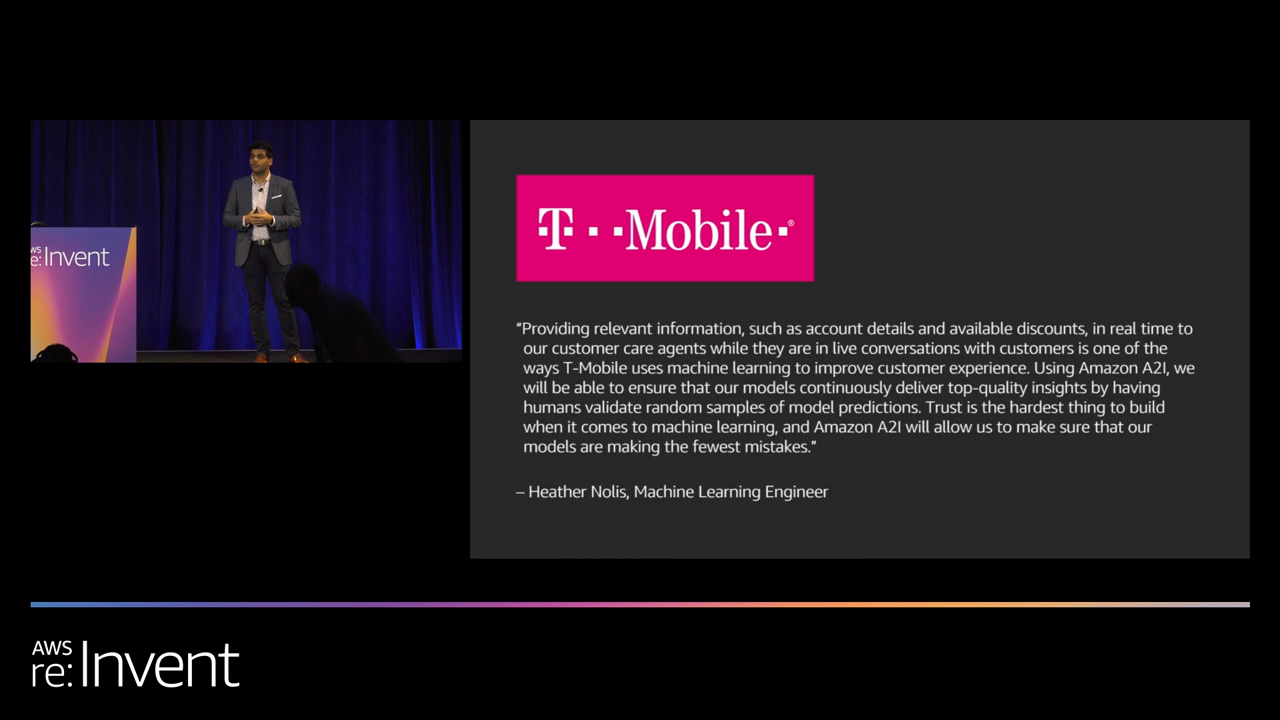 AWS
re:Invent
T··Mobile·®
“Providing relevant information, such as account details and available discounts, in real time to
our customer care agents while they are in live conversations with customers is one of the
ways T-Mobile uses machine learning to improve customer experience. Using Amazon A2I, we
will be able to ensure that our models continuously deliver top-quality insights by having
humans validate random samples of model predictions. Trust is the hardest thing to build
when it comes to machine learning, and Amazon A2I will allow us to make sure that our
models are making the fewest mistakes.”
– Heather Nolis, Machine Learning Engineer
AWS
re:Invent